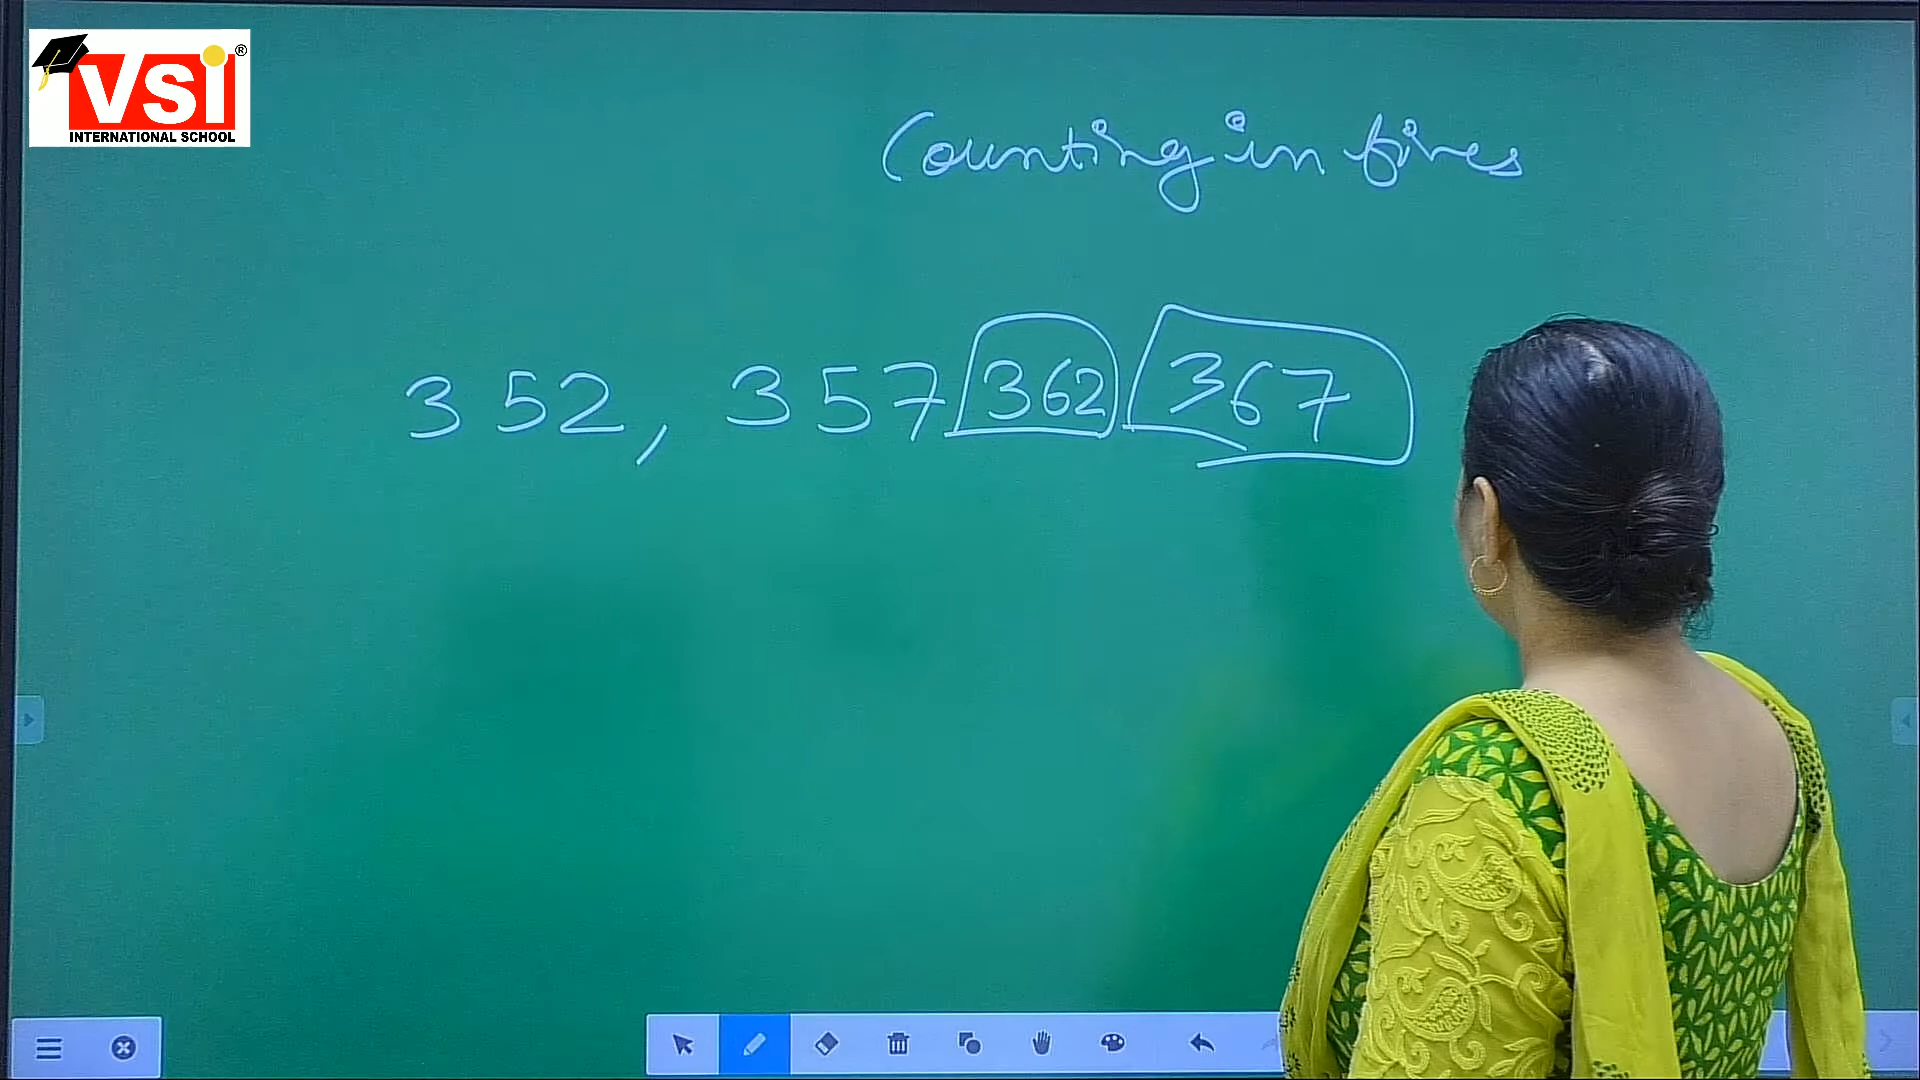 VSI ®
INTERNATIONAL SCHOOL
Counting in fives
352, 357 362 367